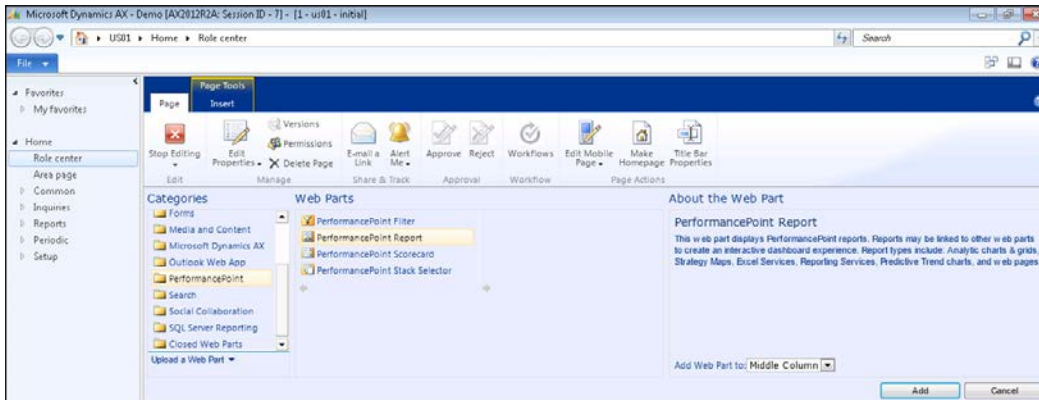 Microsoft Dynamics AX - Demo [AX2012R2A: Session ID - 7] - [1 - us01 - initial]
US01 Home Role center
Search
File
Favorites
My favorites
Home
Role center
Area page
Common
Inquiries
Reports
Periodic
Setup
Page Tools
Page Insert
Stop Editing
Edit Properties
Versions
Permissions
Delete Page
E-mail a Link
Alert Me
Approve
Reject
Workflows
Edit Mobile Page
Make Homepage
Title Bar Properties
Edit Manage Share & Track Approval Workflow Page Actions
Categories
Forms
Media and Content
Microsoft Dynamics AX
Outlook Web App
PerformancePoint
Search
Social Collaboration
SQL Server Reporting
Closed Web Parts
Upload a Web Part
Web Parts
PerformancePoint Filter
PerformancePoint Report
PerformancePoint Scorecard
PerformancePoint Stack Selector
About the Web Part
PerformancePoint Report
This web part displays PerformancePoint reports. Reports may be linked to other web parts
to create an interactive dashboard experience. Report types include: Analytic charts & grids,
Strategy Maps, Excel Services, Reporting Services, Predictive Trend charts, and web pages
Add Web Part to: Middle Column
Add Cancel